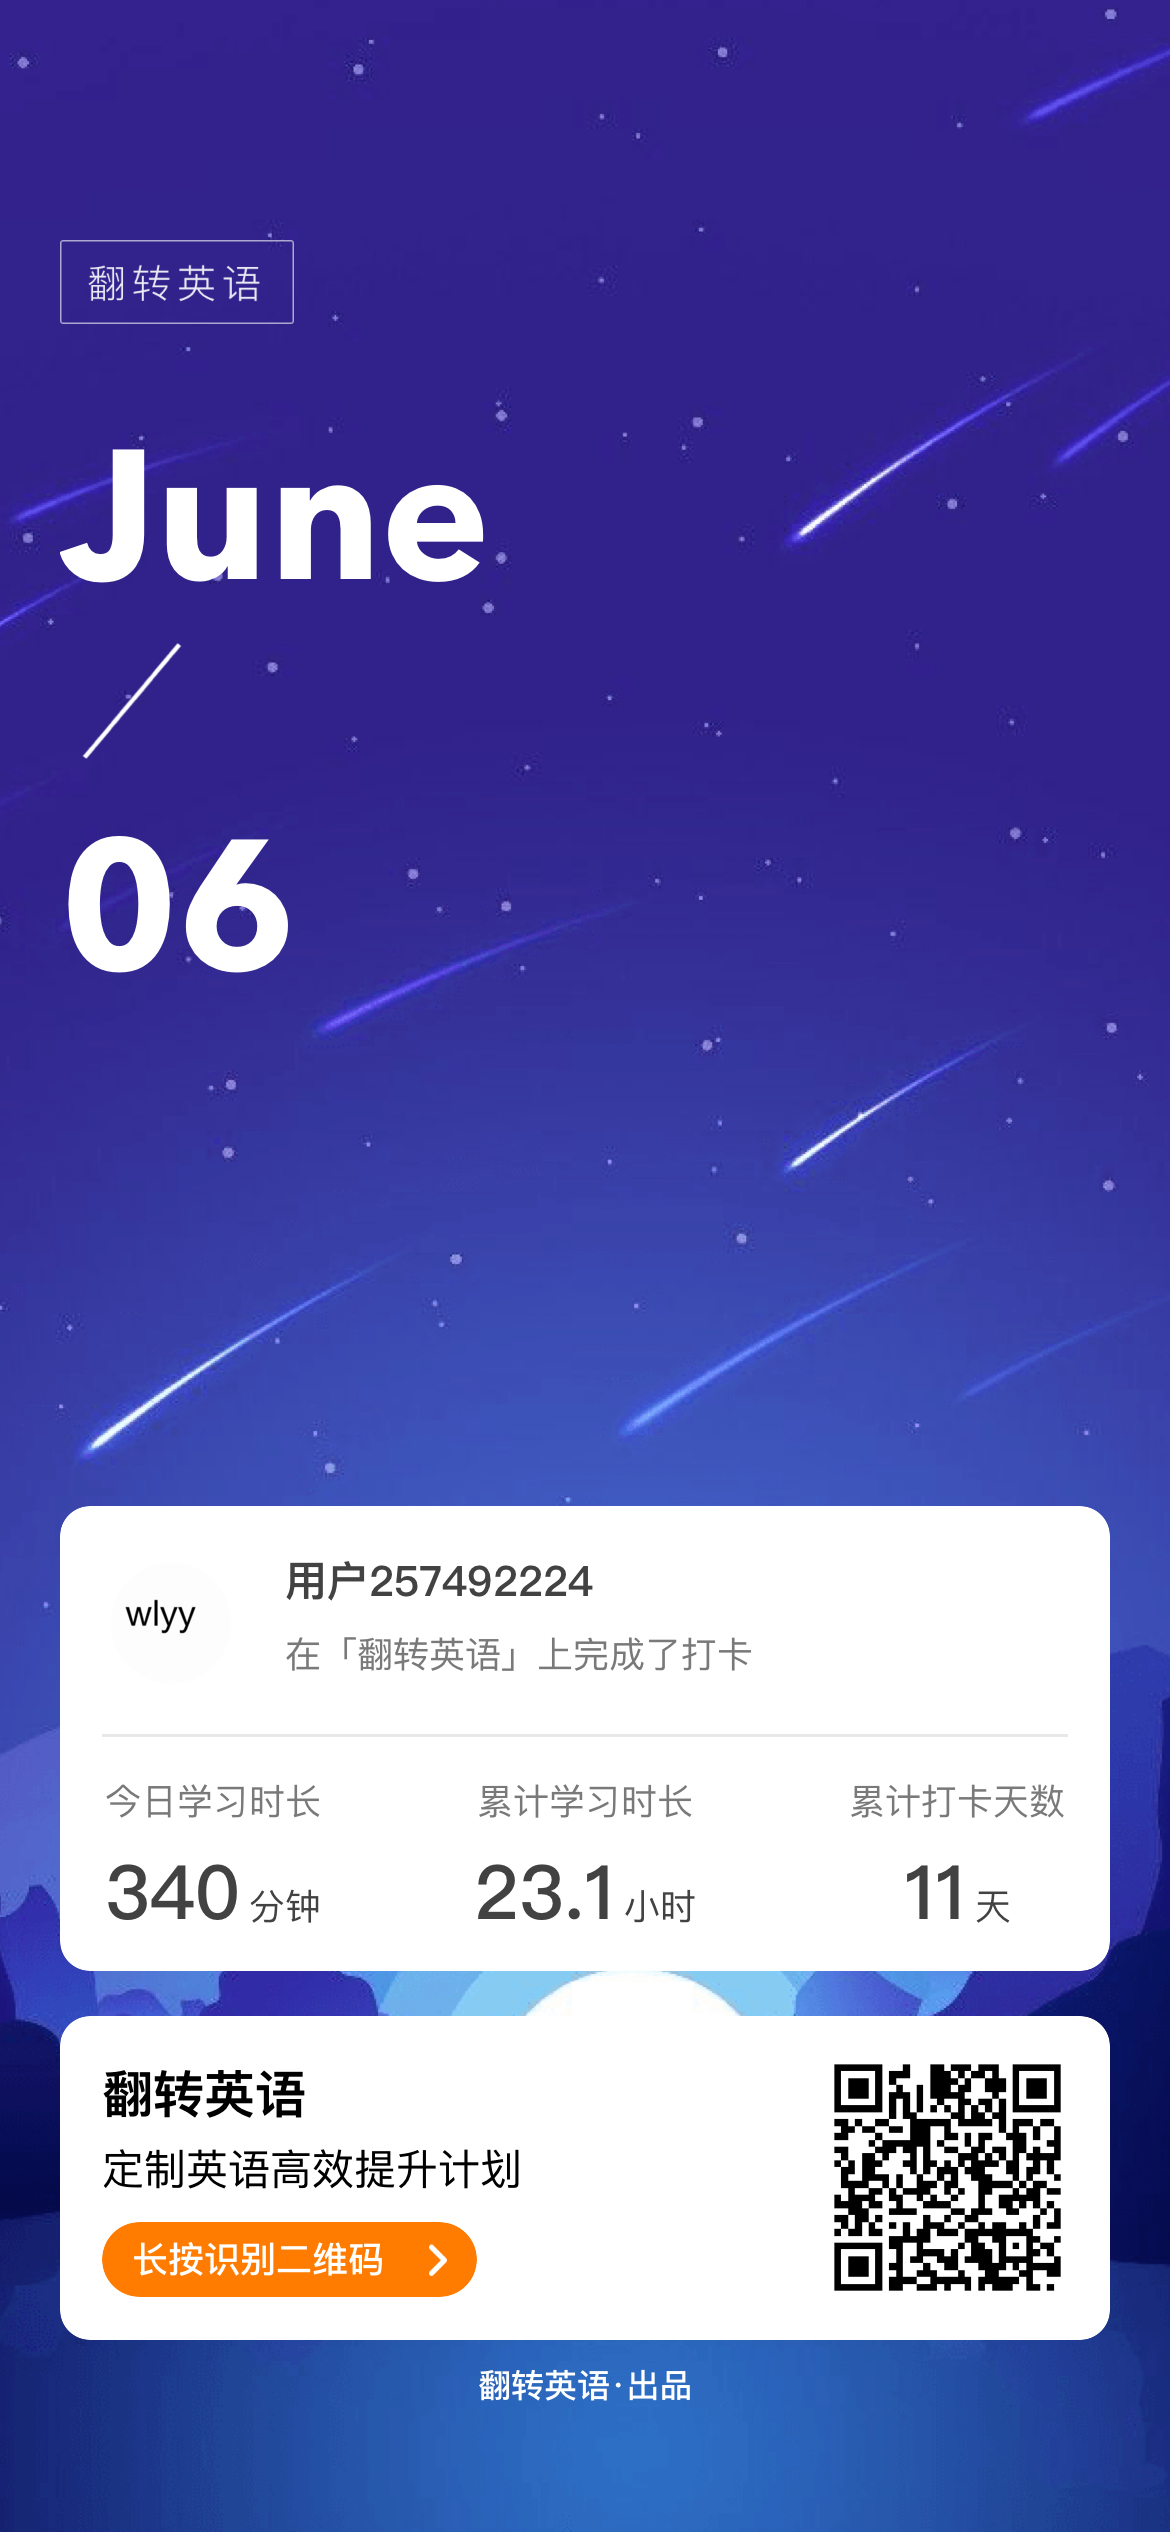 翻转英语
June
06
wlyy
用户257492224
在「翻转英语」上完成了打卡
今日学习时长 累计学习时长 累计打卡天数
340 分钟 23.1 小时 11 天
翻转英语
定制英语高效提升计划
长按识别二维码
翻转英语·出品